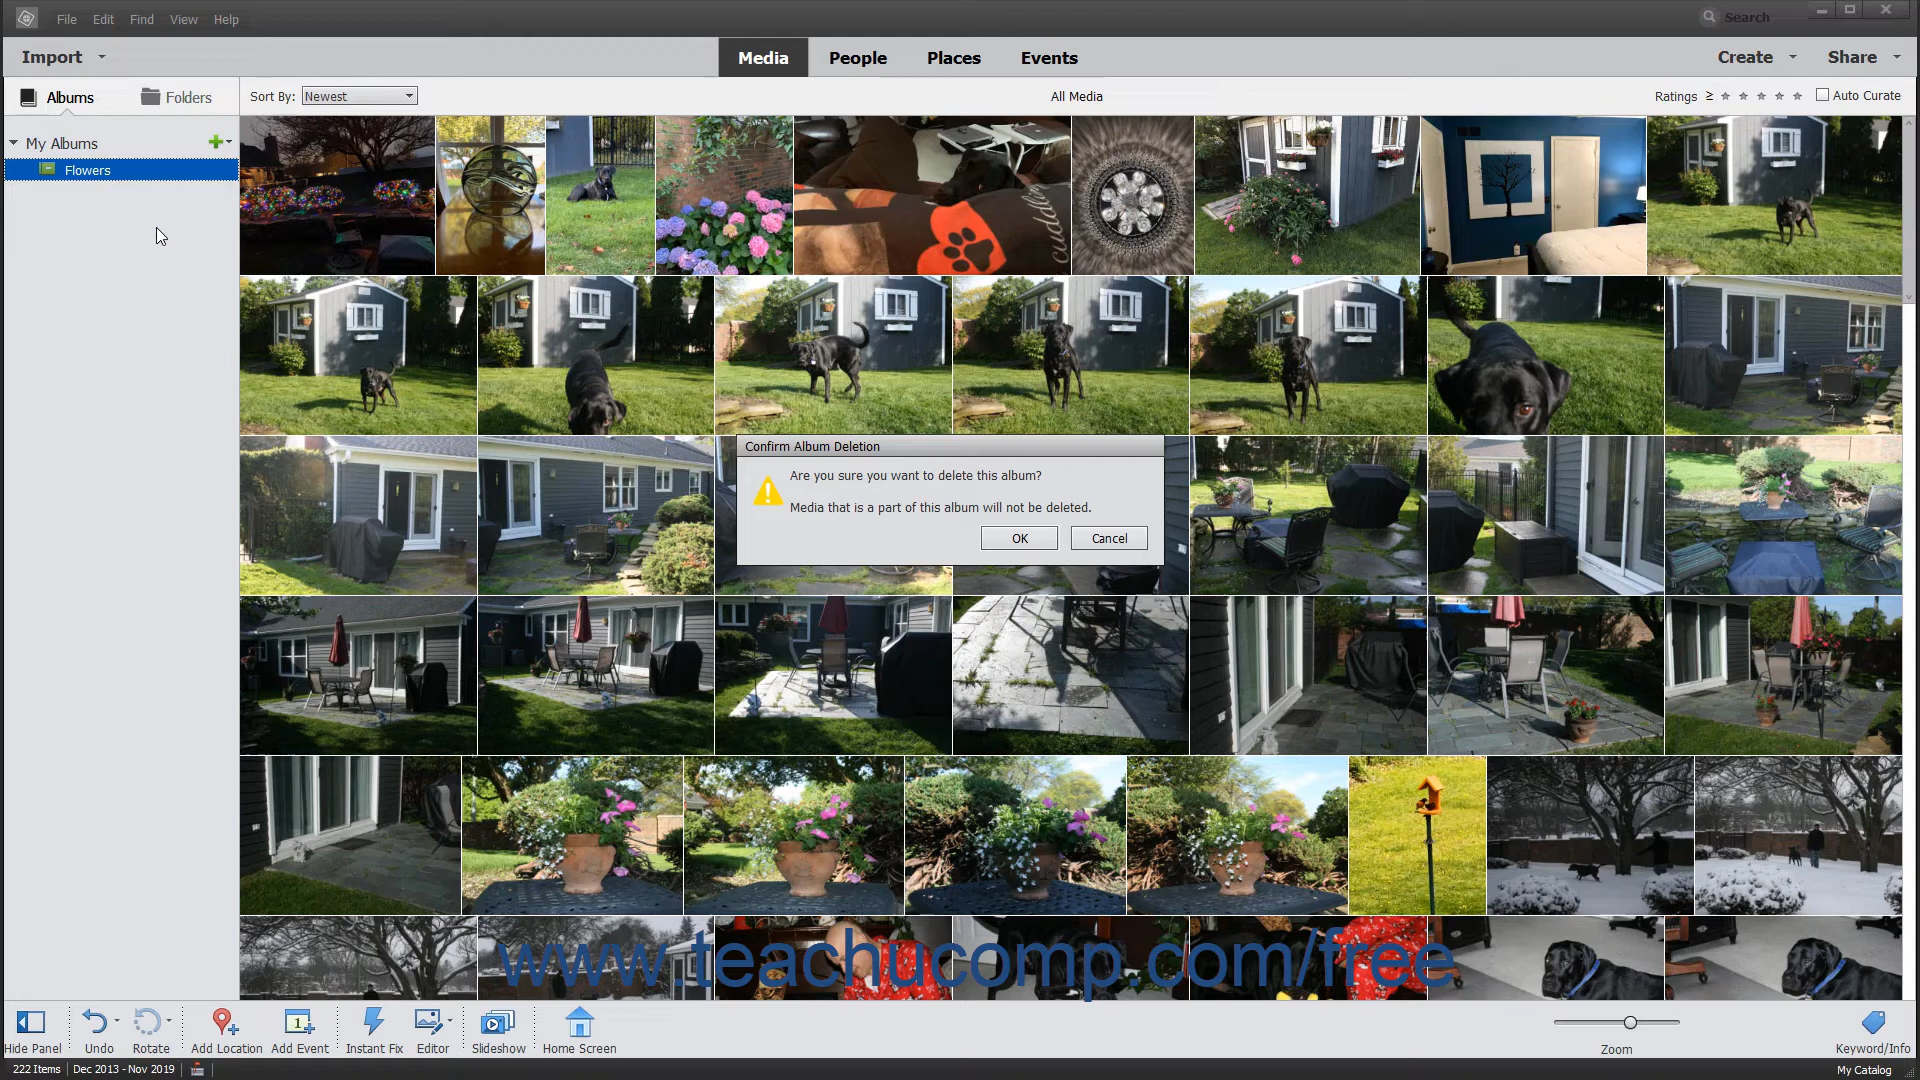 File Edit Find View Help
Search
Import
Media People Places Events
Create Share
Albums Folders
Sort By: Newest
All Media
Ratings ≥ ★ ★ ★ ★ ★ Auto Curate
My Albums
Flowers
cuddling
Confirm Album Deletion
Are you sure you want to delete this album?
Media that is a part of this album will not be deleted.
OK Cancel
www.teachucomp.com/free
Hide Panel Undo Rotate Add Location 1 Add Event Instant Fix Editor Slideshow Home Screen
Zoom
Keyword/Info
222 Items Dec 2013 - Nov 2019
My Catalog